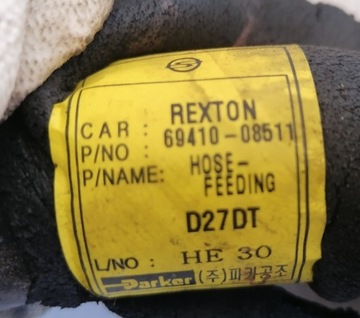 CAR : REXTON
P/NO : 69410-08511
P/NAME: HOSE-
FEEDING
D27DT
L/NO : HE 30
Parker (주)파카공조